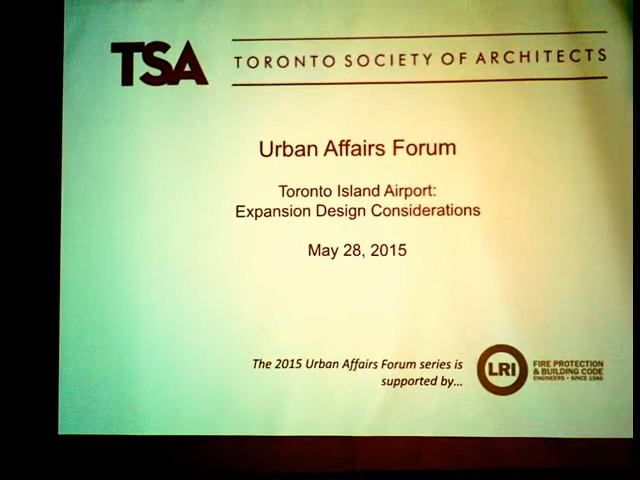 TSA TORONTO SOCIETY OF ARCHITECTS
Urban Affairs Forum
Toronto Island Airport:
Expansion Design Considerations
May 28, 2015
The 2015 Urban Affairs Forum series is
supported by...
LRI
FIRE PROTECTION
& BUILDING CODE
ENGINEERS - SINCE 1986